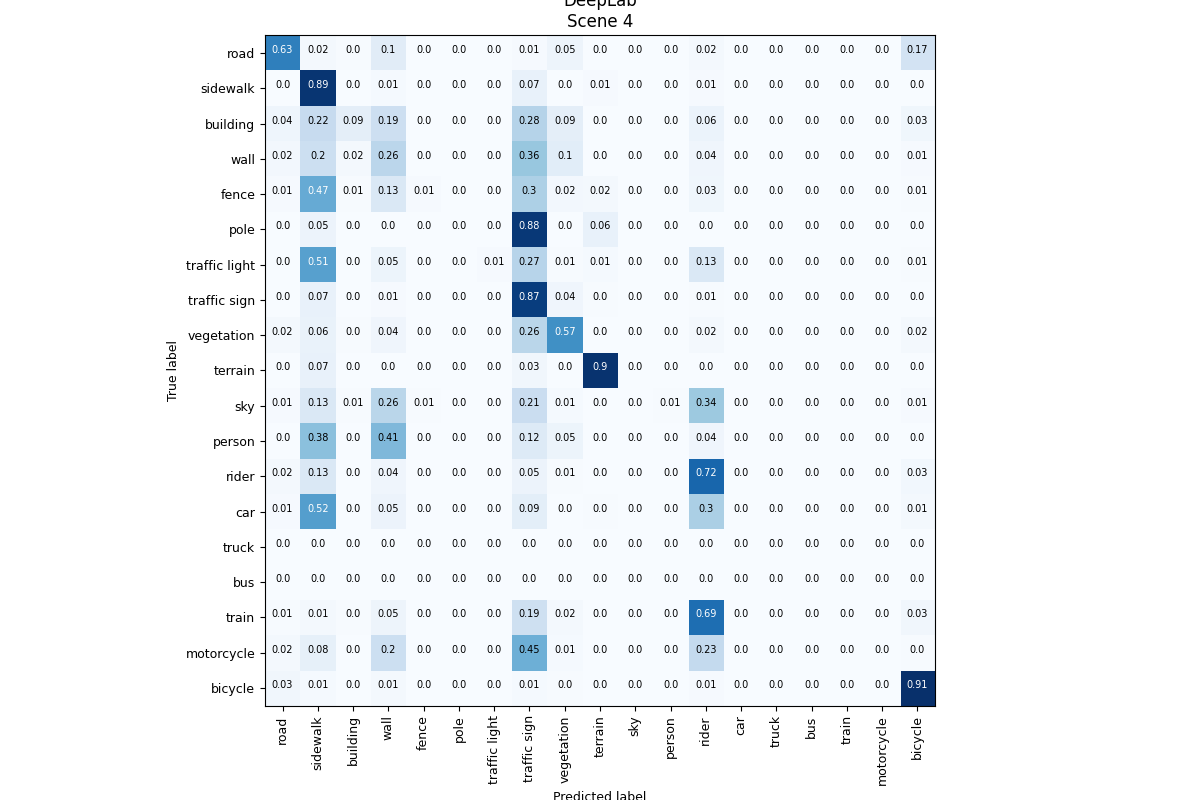 DeepLab
Scene 4
road 0.63 0.02 0.0 0.1 0.0 0.0 0.0 0.01 0.05 0.0 0.0 0.02 0.0 0.0 0.0 0.0 0.0 0.17
sidewalk 0.0 0.89 0.0 0.01 0.0 0.0 0.0 0.07 0.0 0.01 0.0 0.0 0.01 0.0 0.0 0.0 0.0 0.0 0.0
building 0.04 0.22 0.09 0.19 0.0 0.0 0.0 0.28 0.09 0.0 0.0 0.0 0.06 0.0 0.0 0.0 0.0 0.0 0.03
wall 0.02 0.2 0.02 0.26 0.0 0.0 0.0 0.36 0.1 0.0 0.0 0.0 0.04 0.0 0.0 0.0 0.0 0.0 0.01
fence 0.01 0.47 0.01 0.13 0.01 0.0 0.0 0.3 0.02 0.02 0.0 0.0 0.03 0.0 0.0 0.0 0.0 0.0 0.01
pole 0.0 0.05 0.0 0.0 0.0 0.0 0.0 0.88 0.0 0.06 0.0 0.0 0.0 0.0 0.0 0.0 0.0 0.0 0.0
traffic light 0.0 0.51 0.0 0.05 0.0 0.0 0.01 0.27 0.01 0.01 0.0 0.0 0.13 0.0 0.0 0.0 0.0 0.0 0.01
traffic sign 0.0 0.07 0.0 0.01 0.0 0.0 0.0 0.87 0.04 0.0 0.0 0.0 0.01 0.0 0.0 0.0 0.0 0.0 0.0
vegetation 0.02 0.06 0.0 0.04 0.0 0.0 0.0 0.26 0.57 0.0 0.0 0.0 0.02 0.0 0.0 0.0 0.0 0.0 0.02
terrain 0.0 0.07 0.0 0.0 0.0 0.0 0.0 0.03 0.0 0.9 0.0 0.0 0.0 0.0 0.0 0.0 0.0 0.0 0.0
sky 0.01 0.13 0.01 0.26 0.01 0.0 0.0 0.21 0.01 0.0 0.0 0.01 0.34 0.0 0.0 0.0 0.0 0.0 0.01
person 0.0 0.38 0.0 0.41 0.0 0.0 0.0 0.12 0.05 0.0 0.0 0.0 0.04 0.0 0.0 0.0 0.0 0.0 0.0
rider 0.02 0.13 0.0 0.04 0.0 0.0 0.0 0.05 0.01 0.0 0.0 0.0 0.72 0.0 0.0 0.0 0.0 0.0 0.03
car 0.01 0.52 0.0 0.05 0.0 0.0 0.0 0.09 0.0 0.0 0.0 0.0 0.3 0.0 0.0 0.0 0.0 0.0 0.01
truck 0.0 0.0 0.0 0.0 0.0 0.0 0.0 0.0 0.0 0.0 0.0 0.0 0.0 0.0 0.0 0.0 0.0 0.0 0.0
bus 0.0 0.0 0.0 0.0 0.0 0.0 0.0 0.0 0.0 0.0 0.0 0.0 0.0 0.0 0.0 0.0 0.0 0.0 0.0
train 0.01 0.01 0.0 0.05 0.0 0.0 0.0 0.19 0.02 0.0 0.0 0.0 0.69 0.0 0.0 0.0 0.0 0.0 0.03
motorcycle 0.02 0.08 0.0 0.2 0.0 0.0 0.0 0.45 0.01 0.0 0.0 0.0 0.23 0.0 0.0 0.0 0.0 0.0 0.0
bicycle 0.03 0.01 0.0 0.01 0.0 0.0 0.0 0.01 0.0 0.0 0.0 0.0 0.01 0.0 0.0 0.0 0.0 0.0 0.91
True label
road sidewalk building wall fence pole traffic light traffic sign vegetation terrain sky person rider car truck bus train motorcycle bicycle
Predicted label